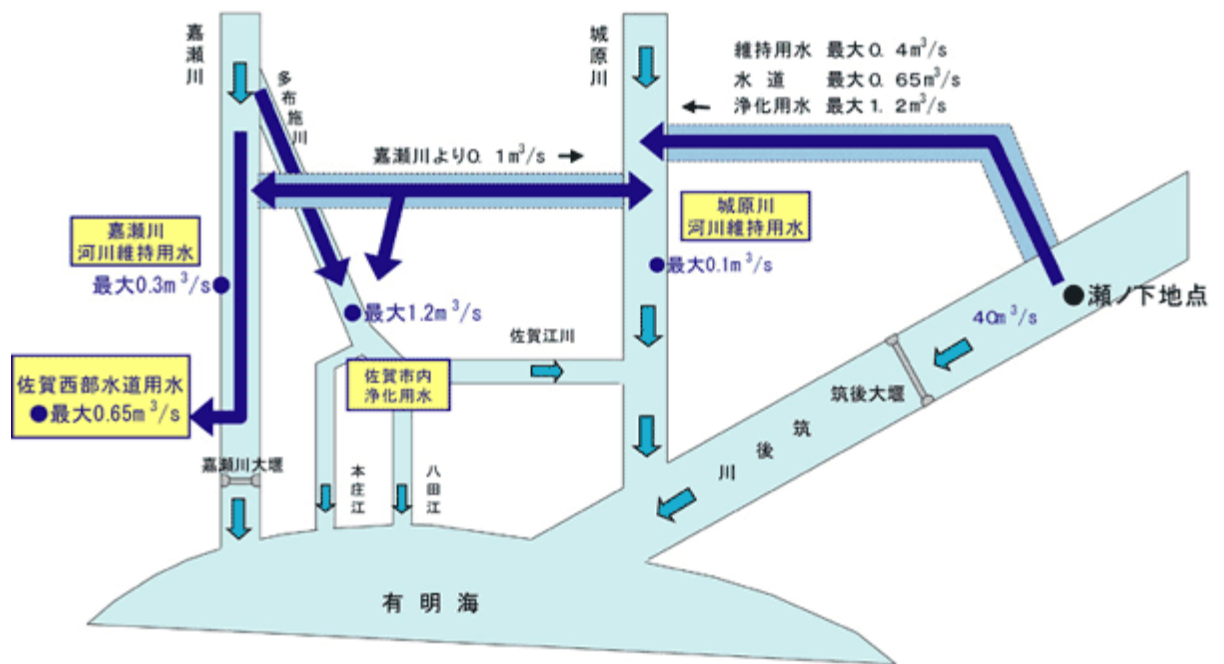 嘉瀬川
城原川
維持用水 最大0.4m³/s
水道 最大0.65m³/s
← 浄化用水 最大1.2m³/s
多布施川
嘉瀬川より0.1m³/s →
嘉瀬川
河川維持用水
最大0.3m³/s
城原川
河川維持用水
最大0.1m³/s
瀬ノ下地点
40m³/s
最大1.2m³/s
佐賀江川
佐賀西部水道用水
最大0.65m³/s
佐賀市内
浄化用水
筑後大堰
筑後川
嘉瀬川大堰
本庄江
八田江
有明海